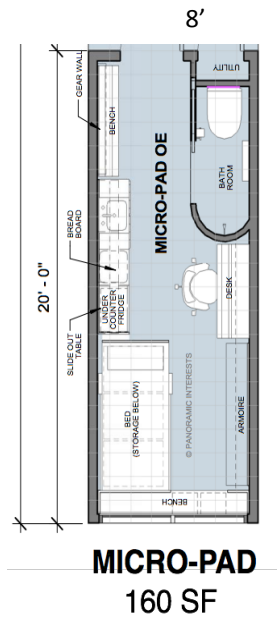 8’
UTILITY
GEAR WALL
BENCH
MICRO-PAD OE
BATH
ROOM
BREAD
BOARD
20' - 0"
UNDER
COUNTER
FRIDGE
DESK
SLIDE OUT
TABLE
BED
(STORAGE BELOW)
© PANORAMIC INTERESTS
ARMOIRE
BENCH
MICRO-PAD
160 SF